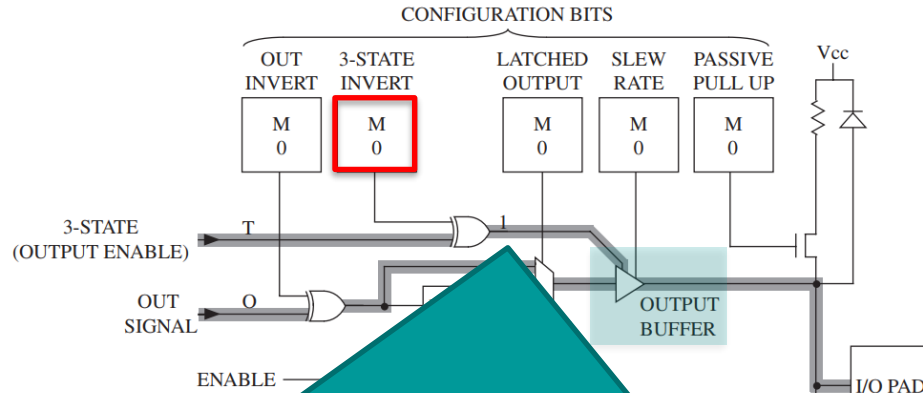 CONFIGURATION BITS
OUT INVERT
3-STATE INVERT
LATCHED OUTPUT
SLEW RATE
PASSIVE PULL UP
Vcc
M 0
M 0
M 0
M 0
M 0
3-STATE
(OUTPUT ENABLE)
T
1
OUT
SIGNAL
O
OUTPUT
BUFFER
ENABLE
I/O PAD